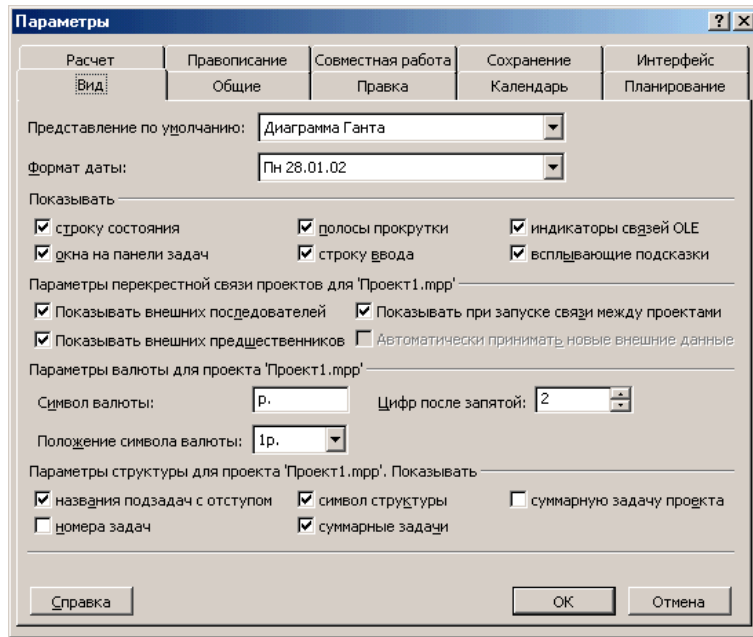 Параметры
Расчет Правописание Совместная работа Сохранение Интерфейс
Вид Общие Правка Календарь Планирование
Представление по умолчанию: Диаграмма Ганта
Формат даты: Пн 28.01.02
Показывать
строку состояния полосы прокрутки индикаторы связей OLE
окна на панели задач строку ввода всплывающие подсказки
Параметры перекрестной связи проектов для 'Проект1.mpp'
Показывать внешних последователей Показывать при запуске связи между проектами
Показывать внешних предшественников Автоматически принимать новые внешние данные
Параметры валюты для проекта 'Проект1.mpp'
Символ валюты: р. Цифр после запятой: 2
Положение символа валюты: 1р.
Параметры структуры для проекта 'Проект1.mpp'. Показывать
названия подзадач с отступом символ структуры суммарную задачу проекта
номера задач суммарные задачи
Справка ОК Отмена